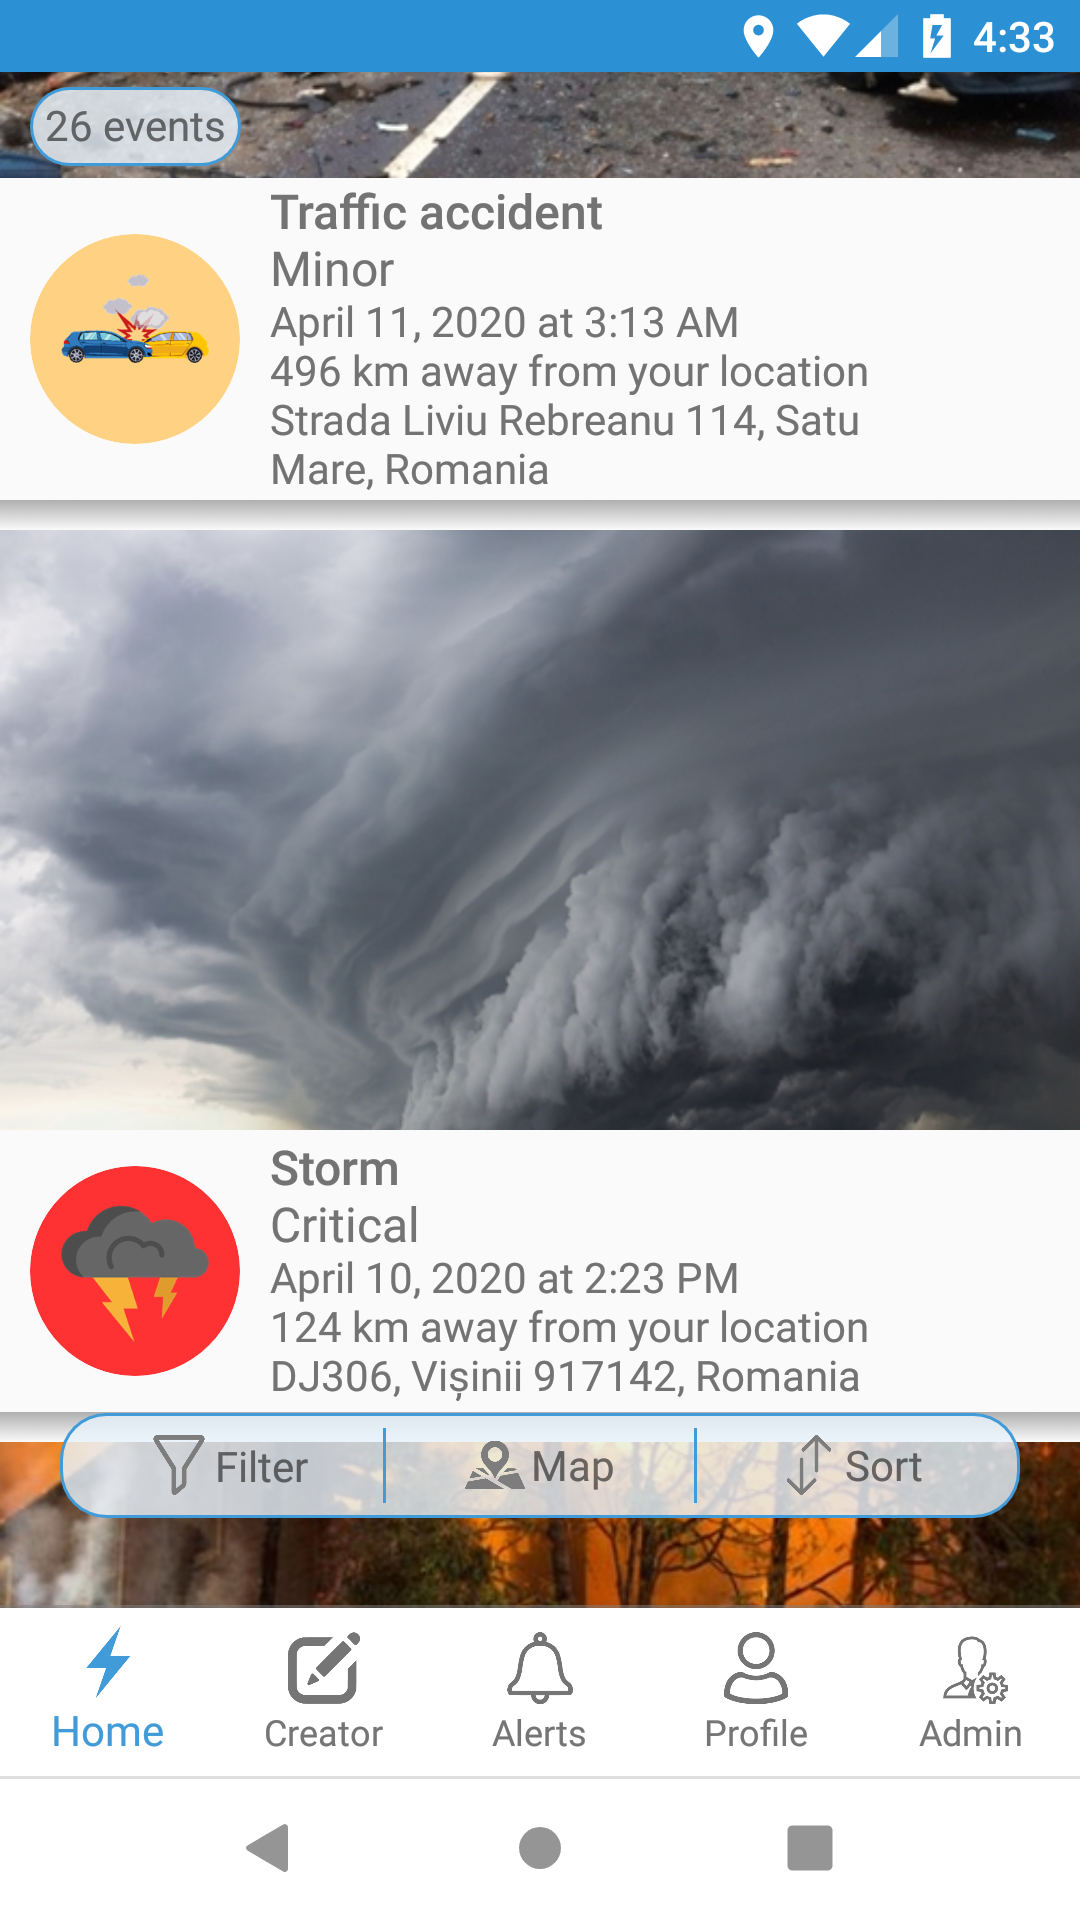 4:33
26 events
Traffic accident
Minor
April 11, 2020 at 3:13 AM
496 km away from your location
Strada Liviu Rebreanu 114, Satu
Mare, Romania
Storm
Critical
April 10, 2020 at 2:23 PM
124 km away from your location
DJ306, Vișinii 917142, Romania
Filter Map Sort
Home Creator Alerts Profile Admin